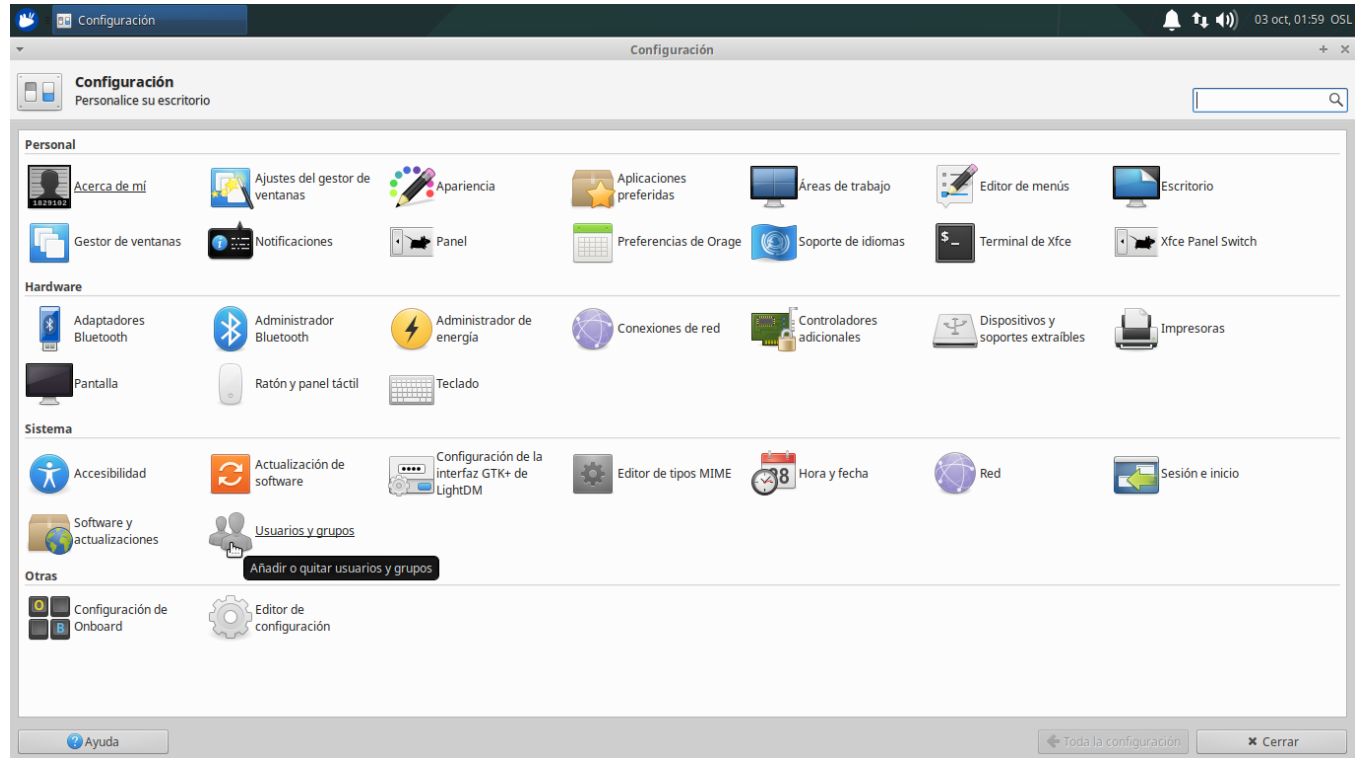 Configuración
03 oct, 01:59 OSL
Configuración
Configuración
Personalice su escritorio
Personal
1829102
Acerca de mí
Ajustes del gestor de
ventanas
Apariencia
Aplicaciones
preferidas
Áreas de trabajo
Editor de menús
Escritorio
Gestor de ventanas
Notificaciones
Panel
Preferencias de Orage
Soporte de idiomas
$_
Terminal de Xfce
Xfce Panel Switch
Hardware
Adaptadores
Bluetooth
Administrador
Bluetooth
Administrador de
energía
Conexiones de red
Controladores
adicionales
Dispositivos y
soportes extraíbles
Impresoras
Pantalla
Ratón y panel táctil
Teclado
Sistema
Accesibilidad
Actualización de
software
Configuración de la
interfaz GTK+ de
LightDM
Editor de tipos MIME
Hora y fecha
Red
Sesión e inicio
Software y
actualizaciones
Usuarios y grupos
Añadir o quitar usuarios y grupos
Otras
O
B
Configuración de
Onboard
Editor de
configuración
Ayuda
Toda la configuración
Cerrar